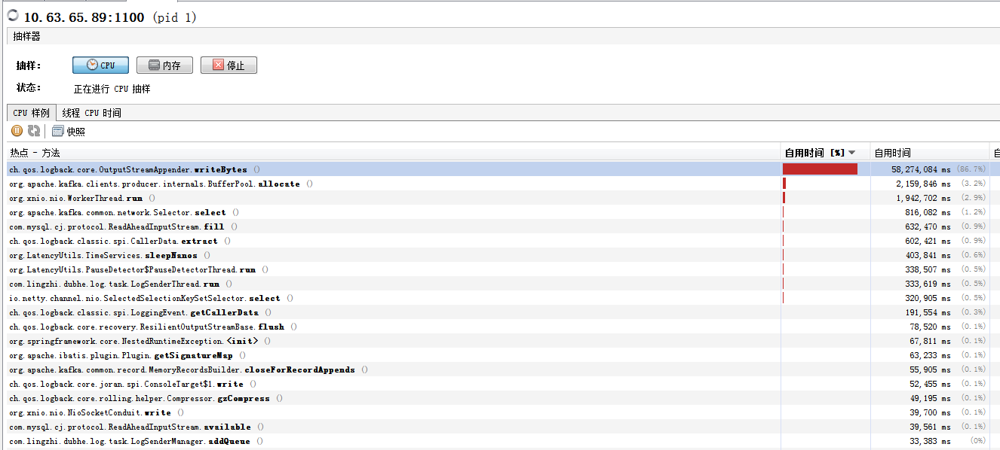 10.63.65.89:1100 (pid 1)
抽样器
抽样: CPU 内存 停止
状态: 正在进行 CPU 抽样
CPU 样例 线程 CPU 时间
快照
热点 - 方法 自用时间 [%] 自用时间 自
ch.qos.logback.core.OutputStreamAppender.writeBytes () 58,274,084 ms (86.7%)
org.apache.kafka.clients.producer.internals.BufferPool.allocate () 2,159,846 ms (3.2%)
org.xnio.nio.WorkerThread.run () 1,942,702 ms (2.9%)
org.apache.kafka.common.network.Selector.select () 816,082 ms (1.2%)
com.mysql.cj.protocol.ReadAheadInputStream.fill () 632,470 ms (0.9%)
ch.qos.logback.classic.spi.CallerData.extract () 602,421 ms (0.9%)
org.LatencyUtils.TimeServices.sleepNanos () 403,841 ms (0.6%)
org.LatencyUtils.PauseDetector$PauseDetectorThread.run () 338,507 ms (0.5%)
com.lingzhi.dubhe.log.task.LogSenderThread.run () 333,619 ms (0.5%)
io.netty.channel.nio.SelectedSelectionKeySetSelector.select () 320,905 ms (0.5%)
ch.qos.logback.classic.spi.LoggingEvent.getCallerData () 191,554 ms (0.3%)
ch.qos.logback.core.recovery.ResilientOutputStreamBase.flush () 78,520 ms (0.1%)
org.springframework.core.NestedRuntimeException.<init> () 67,811 ms (0.1%)
org.apache.ibatis.plugin.Plugin.getSignatureMap () 63,233 ms (0.1%)
org.apache.kafka.common.record.MemoryRecordsBuilder.closeForRecordAppends () 55,905 ms (0.1%)
ch.qos.logback.core.joran.spi.ConsoleTarget$1.write () 52,455 ms (0.1%)
ch.qos.logback.core.rolling.helper.Compressor.gzCompress () 49,195 ms (0.1%)
org.xnio.nio.NioSocketConduit.write () 39,700 ms (0.1%)
com.mysql.cj.protocol.ReadAheadInputStream.available () 39,561 ms (0.1%)
com.lingzhi.dubhe.log.task.LogSenderManager.addQueue () 33,383 ms (0%)